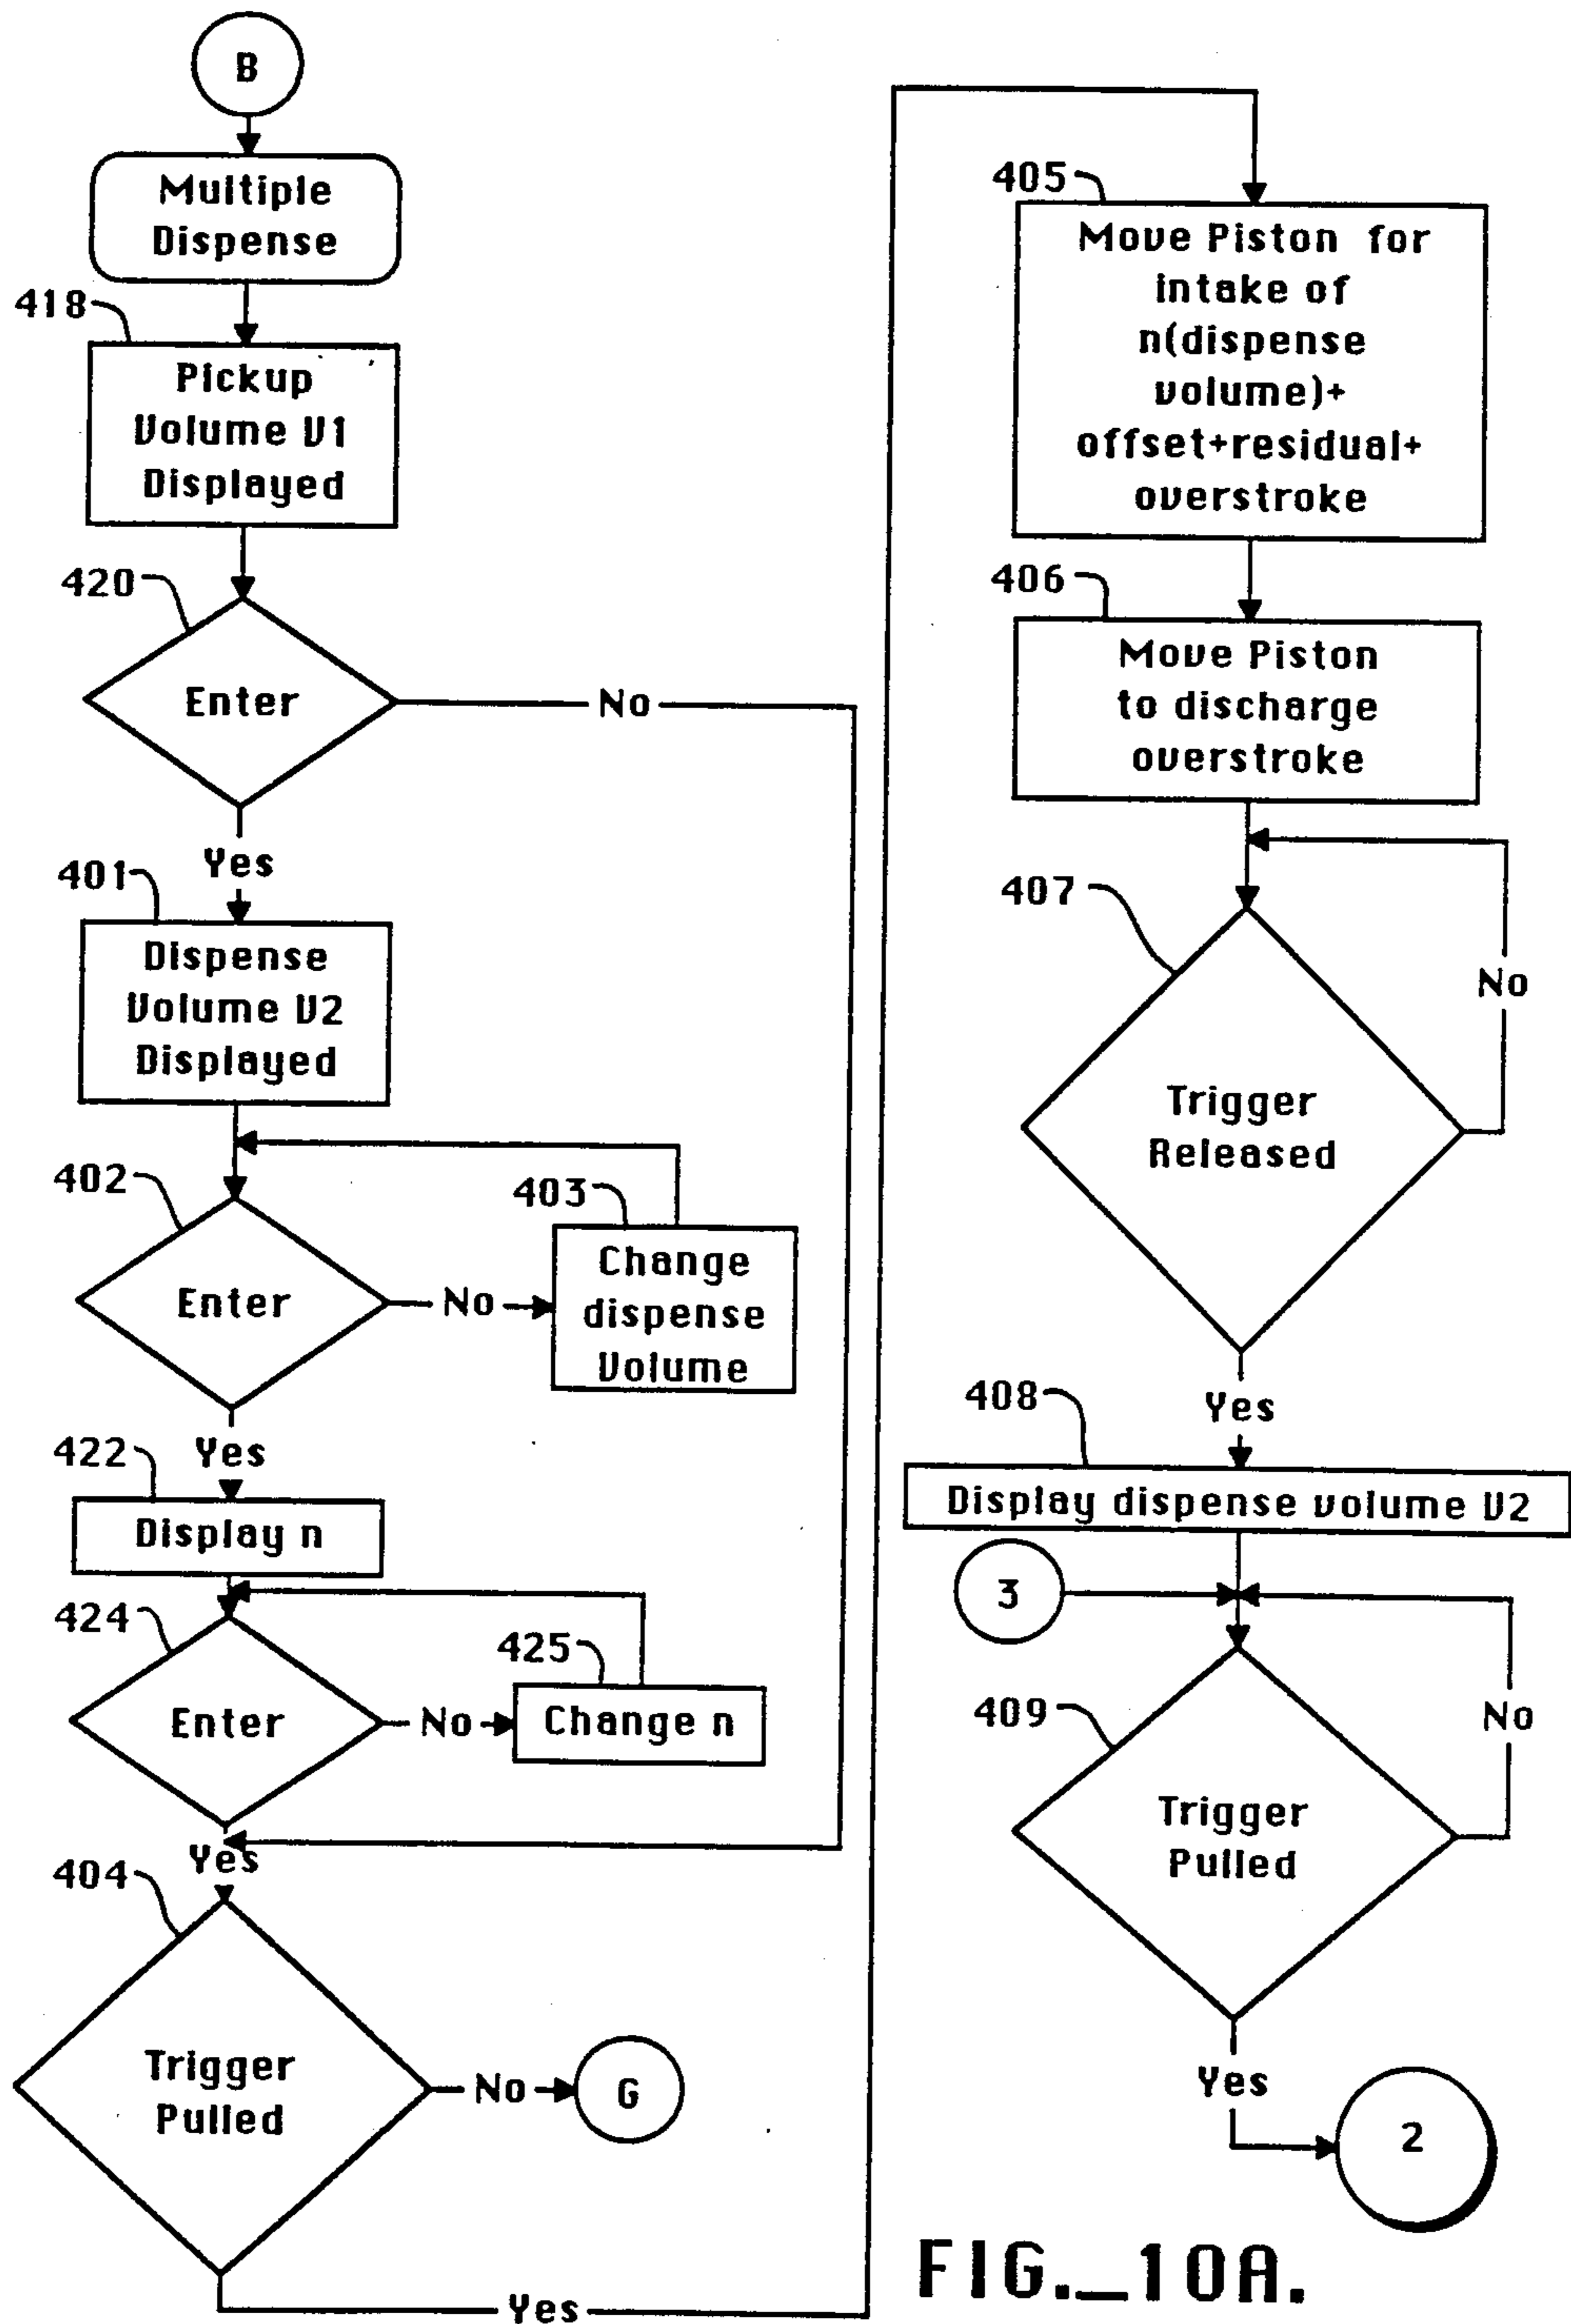 B
Multiple
Dispense
418
Pickup
Volume V1
Displayed
420
Enter
No
Yes
401
Dispense
Volume V2
Displayed
402
Enter
No
403
Change
dispense
Volume
Yes
422
Display n
424
Enter
No
425
Change n
Yes
404
Trigger
Pulled
No
G
Yes
405
Move Piston for
intake of
n(dispense
volume)+
offset+residual+
overstroke
406
Move Piston
to discharge
overstroke
407
Trigger
Released
No
Yes
408
Display dispense volume V2
3
409
Trigger
Pulled
No
Yes
2
FIG._10A.